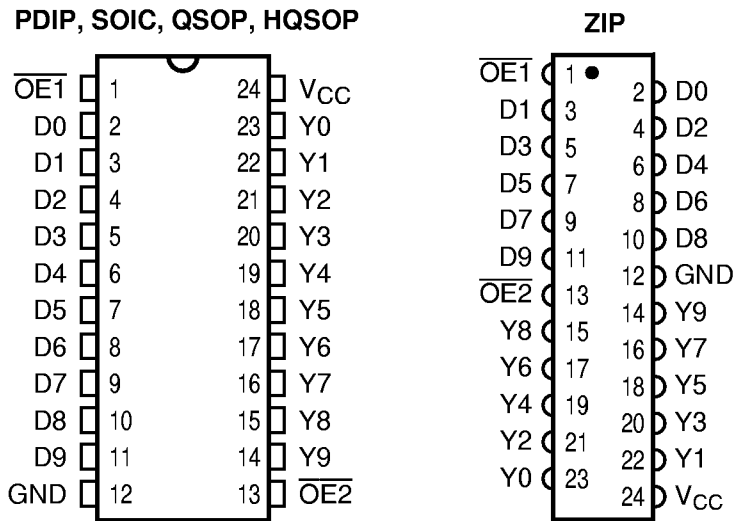 PDIP, SOIC, QSOP, HQSOP
OE1 1 24 VCC
D0 2 23 Y0
D1 3 22 Y1
D2 4 21 Y2
D3 5 20 Y3
D4 6 19 Y4
D5 7 18 Y5
D6 8 17 Y6
D7 9 16 Y7
D8 10 15 Y8
D9 11 14 Y9
GND 12 13 OE2
ZIP
OE1 1
2 D0
D1 3
4 D2
D3 5
6 D4
D5 7
8 D6
D7 9
10 D8
D9 11
12 GND
OE2 13
14 Y9
Y8 15
16 Y7
Y6 17
18 Y5
Y4 19
20 Y3
Y2 21
22 Y1
Y0 23
24 VCC